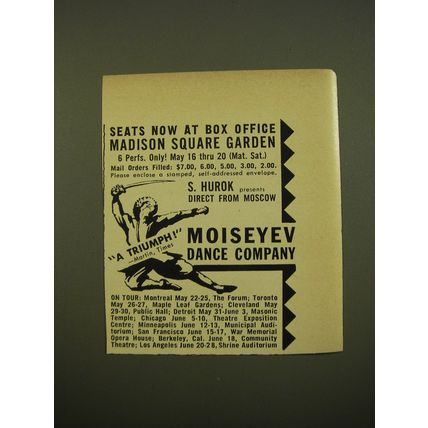 SEATS NOW AT BOX OFFICE
MADISON SQUARE GARDEN
6 Perfs. Only! May 16 thru 20 (Mat. Sat.)
Mail Orders Filled: $7.00, 6.00, 5.00, 3.00, 2.00.
Please enclose a stamped, self-addressed envelope.
S. HUROK presents
DIRECT FROM MOSCOW
"A TRIUMPH!"
—Martin, Times
MOISEYEV
DANCE COMPANY
ON TOUR: Montreal May 22-25, The Forum; Toronto
May 26-27, Maple Leaf Gardens; Cleveland May
29-30, Public Hall; Detroit May 31-June 3, Masonic
Temple; Chicago June 5-10, Theatre Exposition
Centre; Minneapolis June 12-13, Municipal Audi-
torium; San Francisco June 15-17, War Memorial
Opera House; Berkeley, Cal. June 18, Community
Theatre; Los Angeles June 20-28, Shrine Auditorium